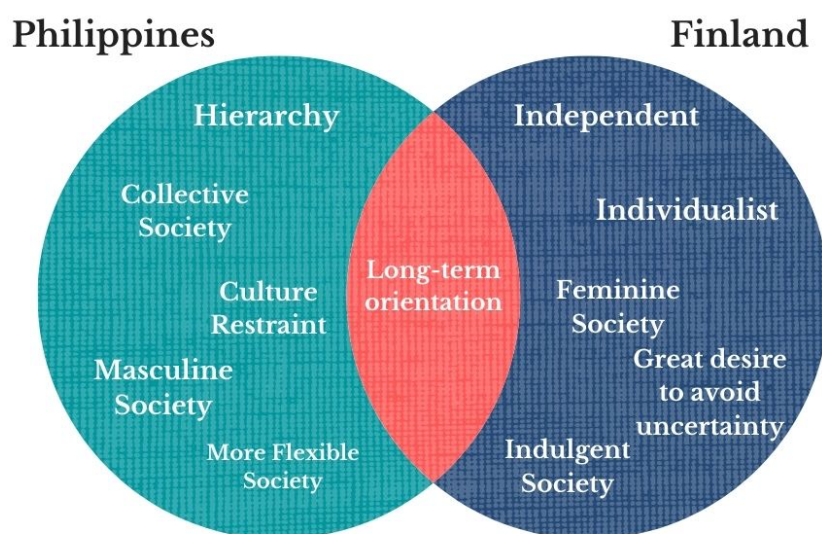 Philippines
Finland
Hierarchy
Collective
Society
Culture
Restraint
Masculine
Society
More Flexible
Society
Long-term
orientation
Independent
Individualist
Feminine
Society
Great desire
to avoid
uncertainty
Indulgent
Society